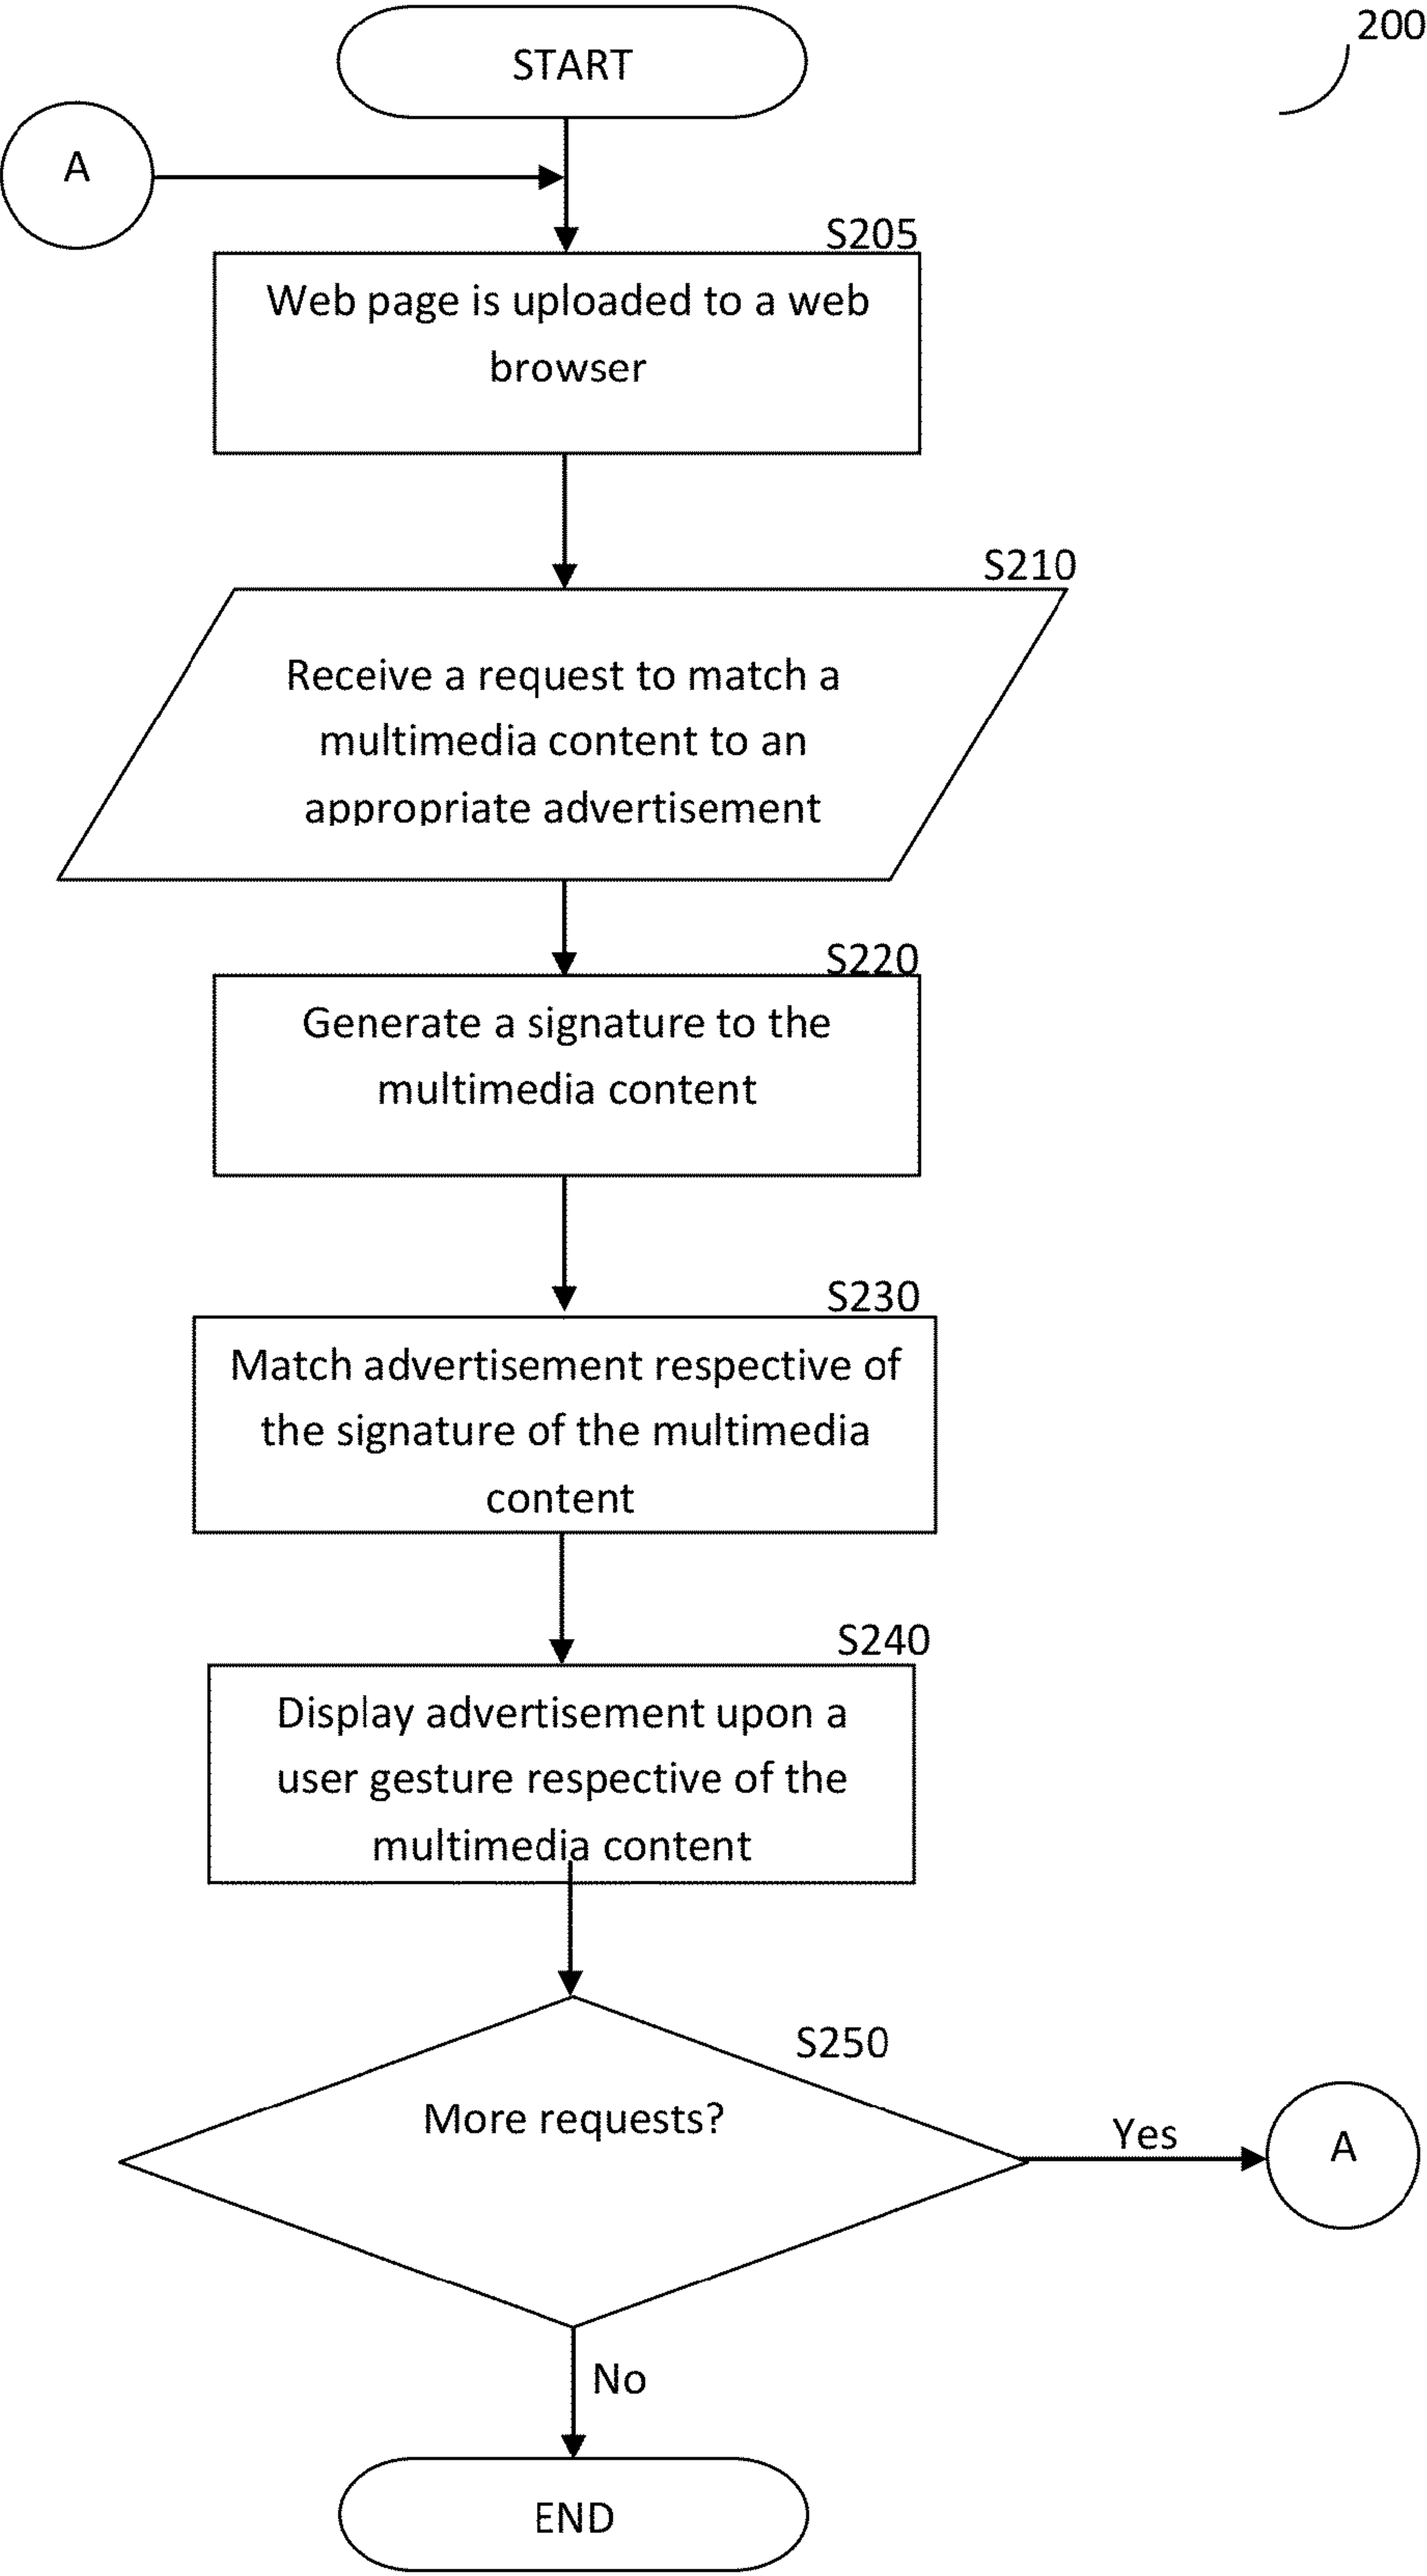 200
START
A
S205
Web page is uploaded to a web
browser
S210
Receive a request to match a
multimedia content to an
appropriate advertisement
S220
Generate a signature to the
multimedia content
S230
Match advertisement respective of
the signature of the multimedia
content
S240
Display advertisement upon a
user gesture respective of the
multimedia content
S250
More requests?
Yes
A
No
END